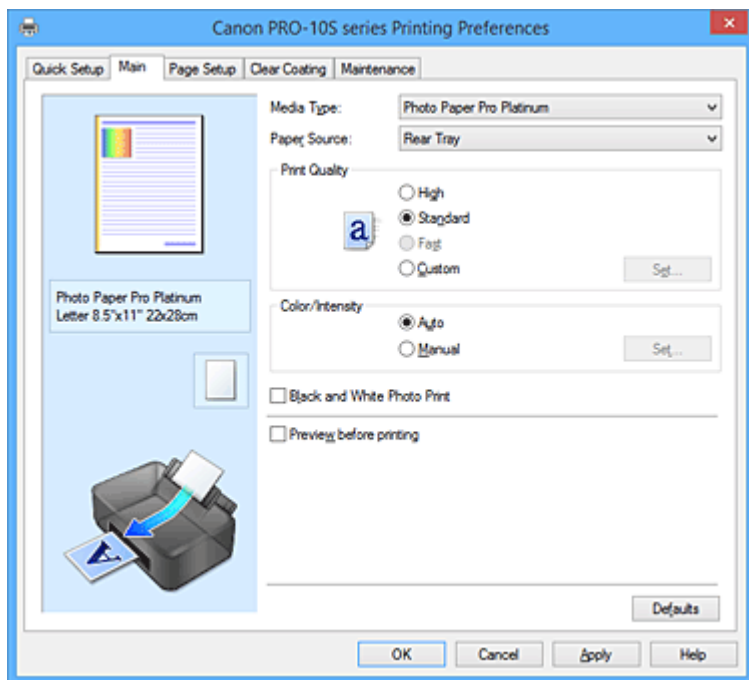 Canon PRO-10S series Printing Preferences
Quick Setup Main Page Setup Clear Coating Maintenance
Media Type: Photo Paper Pro Platinum
Paper Source: Rear Tray
Print Quality
High
a Standard
Fast
Custom Set...
Photo Paper Pro Platinum
Letter 8.5"x11" 22x28cm
Color/Intensity
Auto
Manual Set...
Black and White Photo Print
Preview before printing
A
Defaults
OK Cancel Apply Help